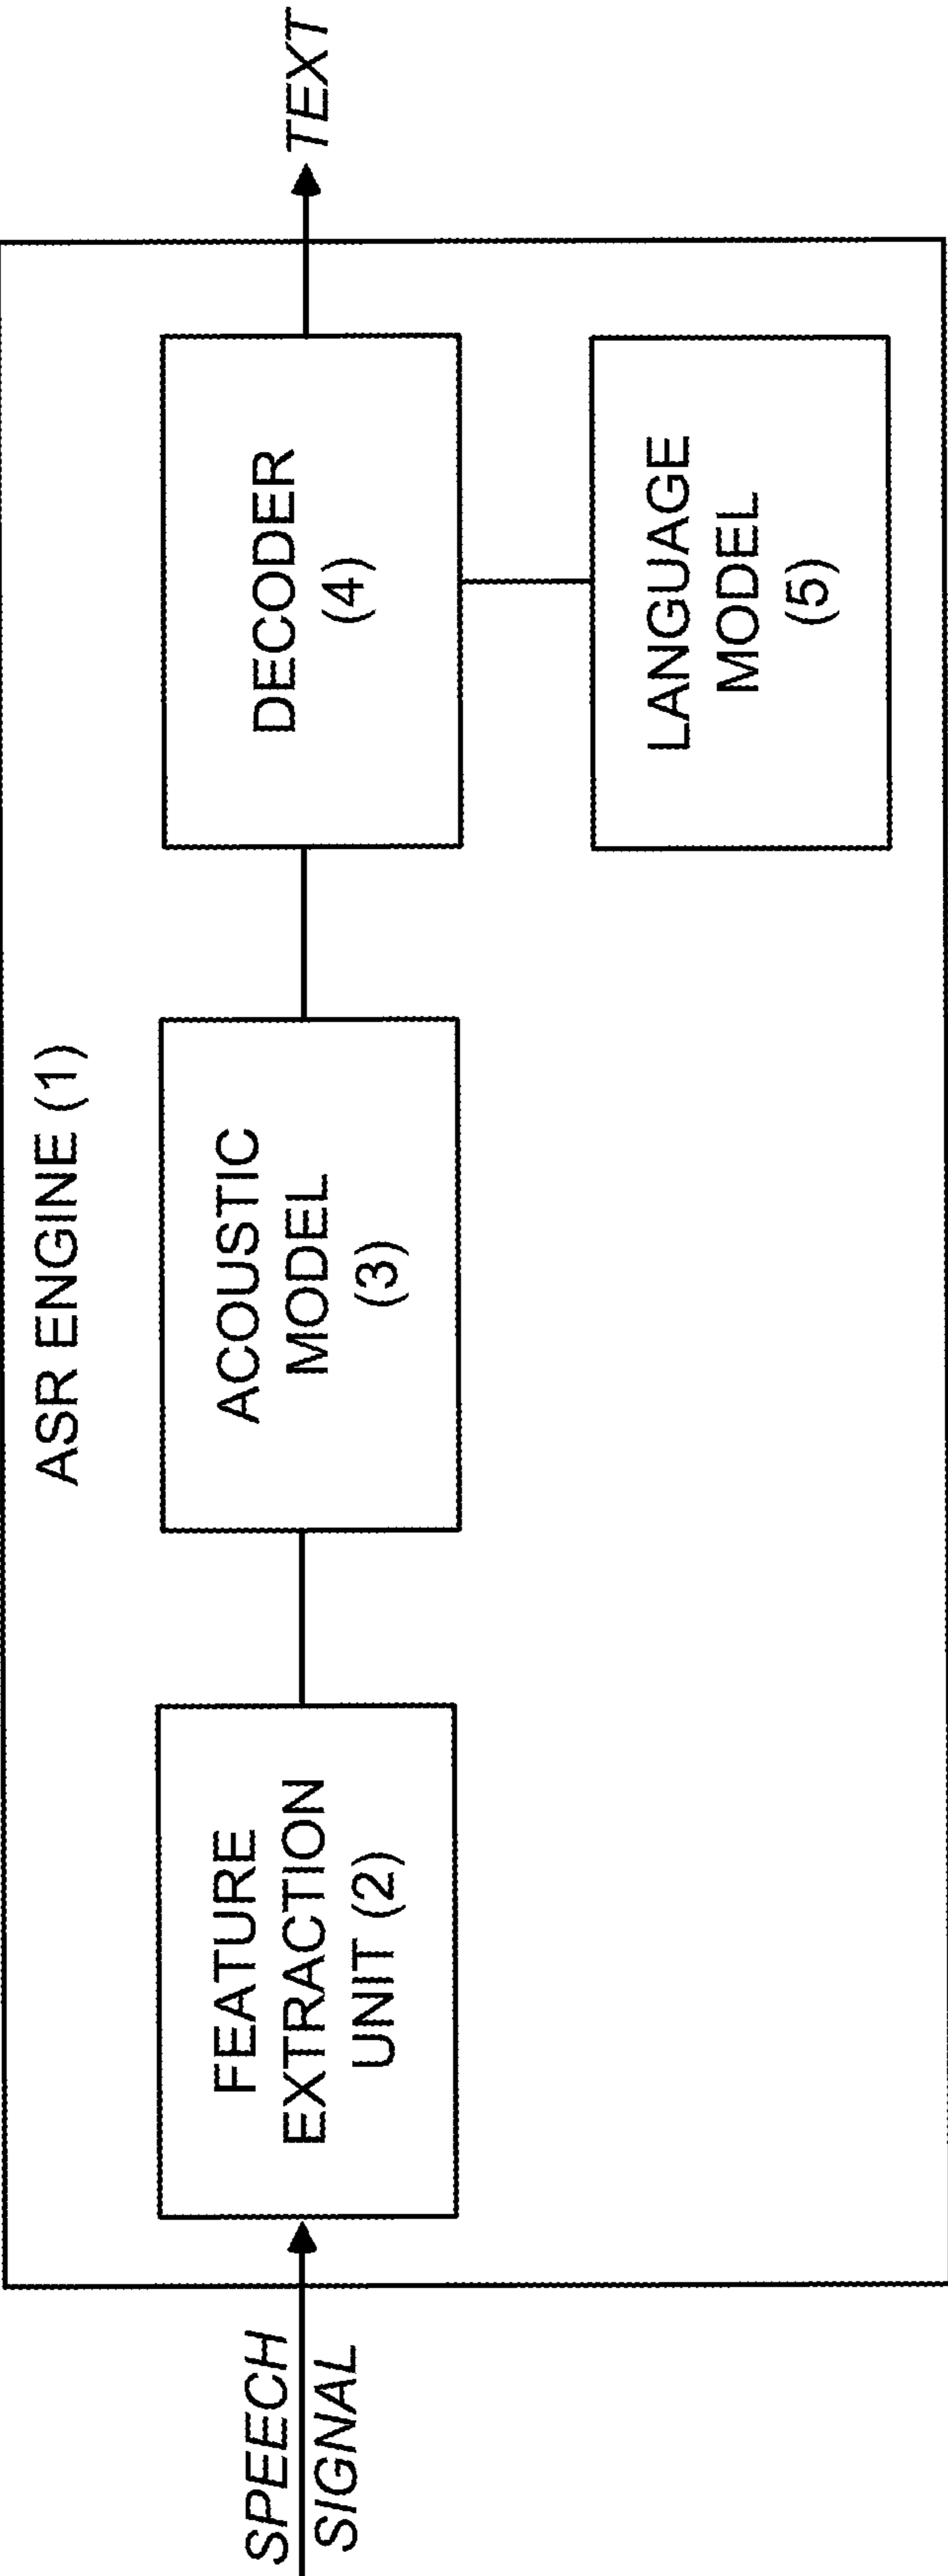 ASR ENGINE (1)
SPEECH
SIGNAL
FEATURE
EXTRACTION
UNIT (2)
ACOUSTIC
MODEL
(3)
DECODER
(4)
TEXT
LANGUAGE
MODEL
(5)